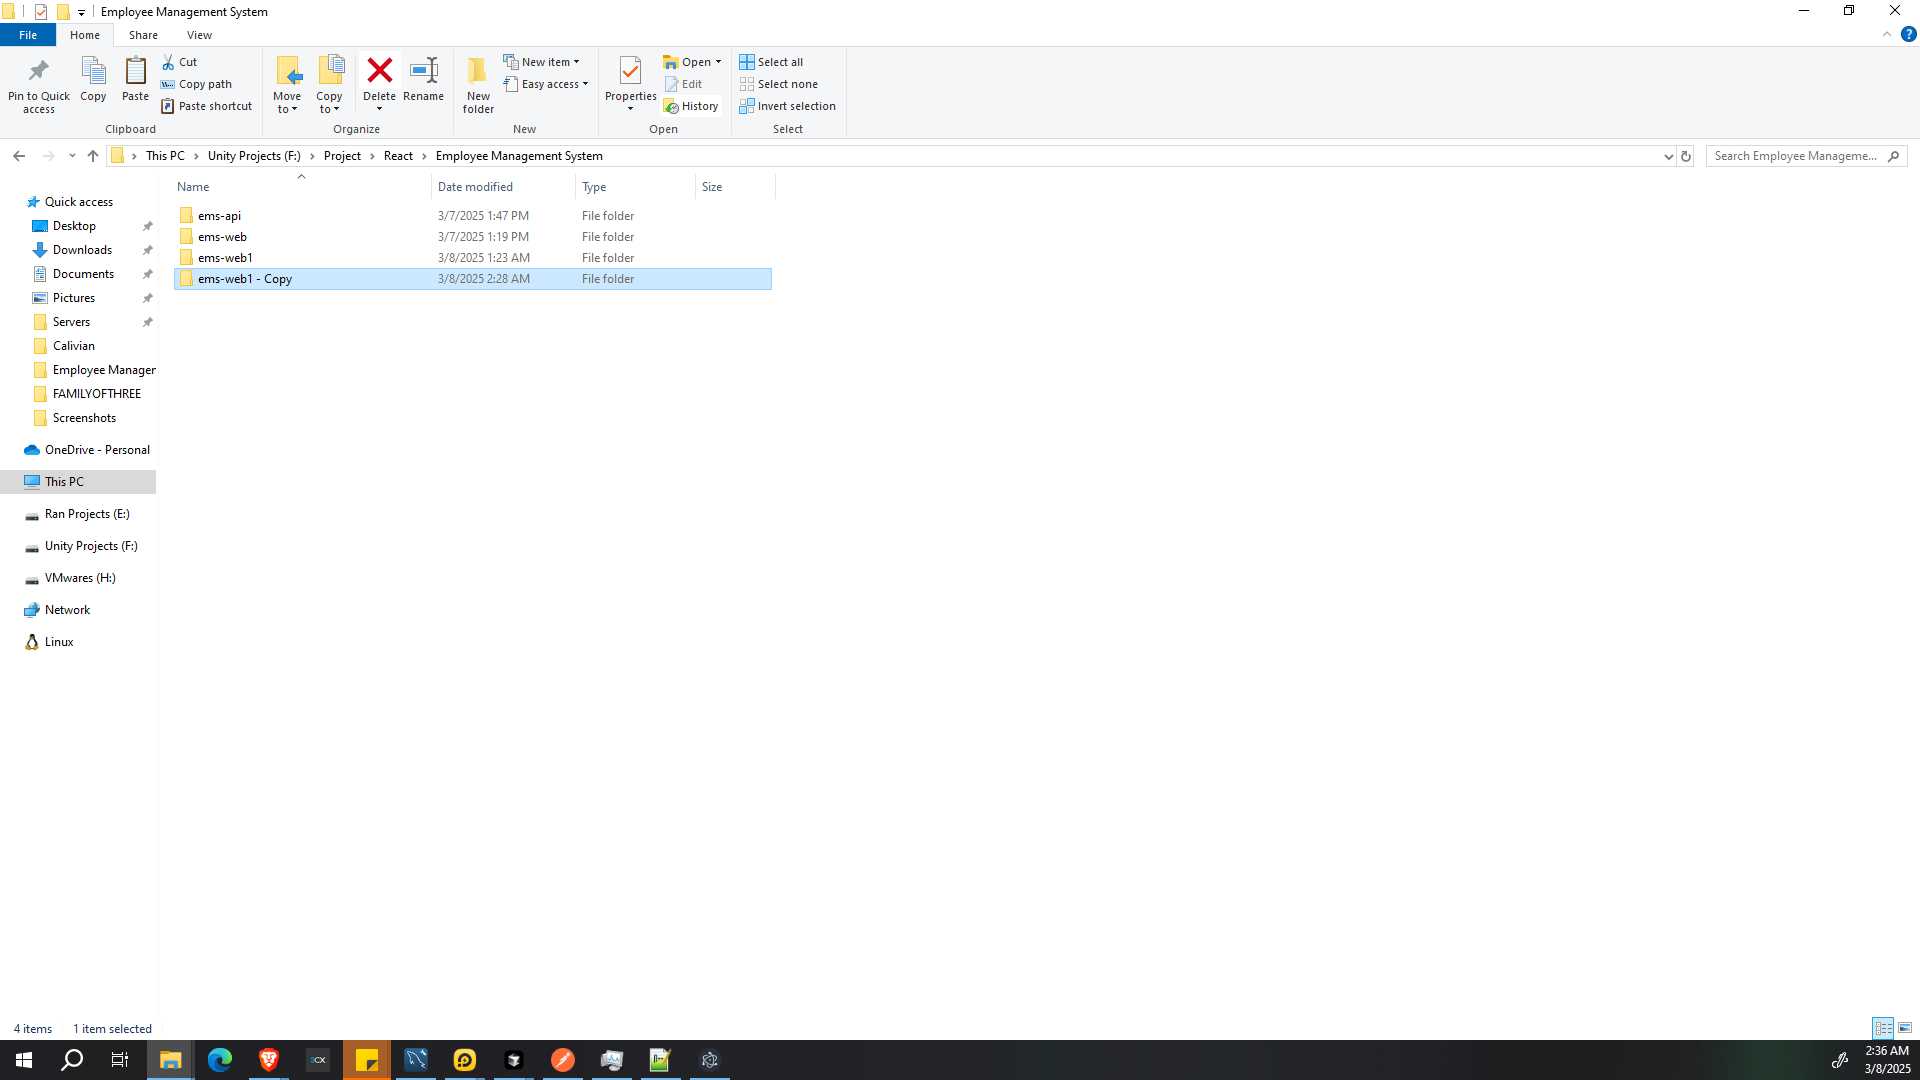 Employee Management System
File Home Share View
Pin to Quick access
Copy
Paste
Cut
Copy path
Paste shortcut
Clipboard
Move to
Copy to
Delete
Rename
Organize
New folder
New item
Easy access
New
Properties
Open
Edit
History
Open
Select all
Select none
Invert selection
Select
This PC > Unity Projects (F:) > Project > React > Employee Management System
Search Employee Manageme...
Name Date modified Type Size
ems-api 3/7/2025 1:47 PM File folder
ems-web 3/7/2025 1:19 PM File folder
ems-web1 3/8/2025 1:23 AM File folder
ems-web1 - Copy 3/8/2025 2:28 AM File folder
Quick access
Desktop
Downloads
Documents
Pictures
Servers
Calivian
Employee Manager
FAMILYOFTHREE
Screenshots
OneDrive - Personal
This PC
Ran Projects (E:)
Unity Projects (F:)
VMwares (H:)
Network
Linux
4 items 1 item selected
3CX
2:36 AM
3/8/2025